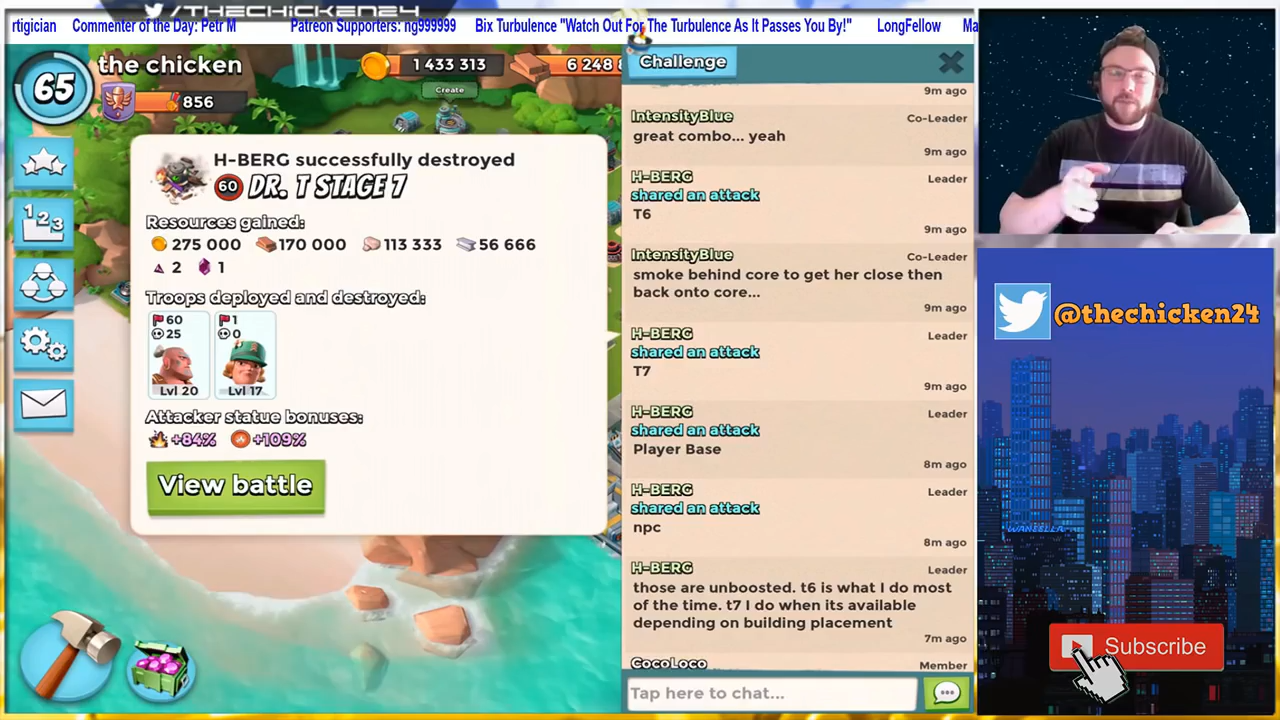 /THECHICKEN24
rtigician Commenter of the Day: Petr M Patreon Supporters: ng999999 Bix Turbulence "Watch Out For The Turbulence As It Passes You By!" LongFellow Ma
65
the chicken
856
1 433 313
6 248 8
Create
H-BERG successfully destroyed
60 DR. T STAGE 7
Resources gained:
275 000 170 000 113 333 56 666
2 1
Troops deployed and destroyed:
60 1
25 0
Lvl 20 Lvl 17
Attacker statue bonuses:
+84% +109%
View battle
123
Challenge
9m ago
IntensityBlue Co-Leader
great combo... yeah
9m ago
H-BERG Leader
shared an attack
T6
9m ago
IntensityBlue Co-Leader
smoke behind core to get her close then
back onto core...
9m ago
H-BERG Leader
shared an attack
T7
9m ago
H-BERG Leader
shared an attack
Player Base
8m ago
H-BERG Leader
shared an attack
npc
8m ago
H-BERG Leader
those are unboosted. t6 is what I do most
of the time. t7 I do when its available
depending on building placement
7m ago
CocoLoco Member
Tap here to chat...
@thechicken24
WANEELLA
Subscribe